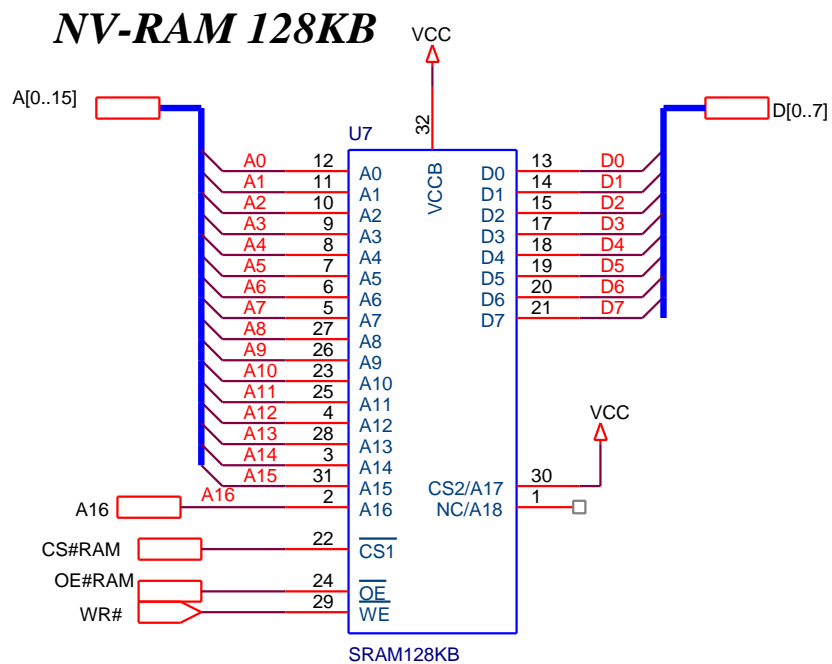 NV-RAM 128KB
VCC
A[0..15]
D[0..7]
32
U7
VCCB
A0 12 A0 D0 13 D0
A1 11 A1 D1 14 D1
A2 10 A2 D2 15 D2
A3 9 A3 D3 17 D3
A4 8 A4 D4 18 D4
A5 7 A5 D5 19 D5
A6 6 A6 D6 20 D6
A7 5 A7 D7 21 D7
A8 27 A8
A9 26 A9
A10 23 A10
A11 25 A11
A12 4 A12
VCC
A13 28 A13
A14 3 A14
A15 31 A15 CS2/A17 30
A16 A16 2 A16 NC/A18 1
CS#RAM 22 CS1
OE#RAM 24 OE
WR# 29 WE
SRAM128KB